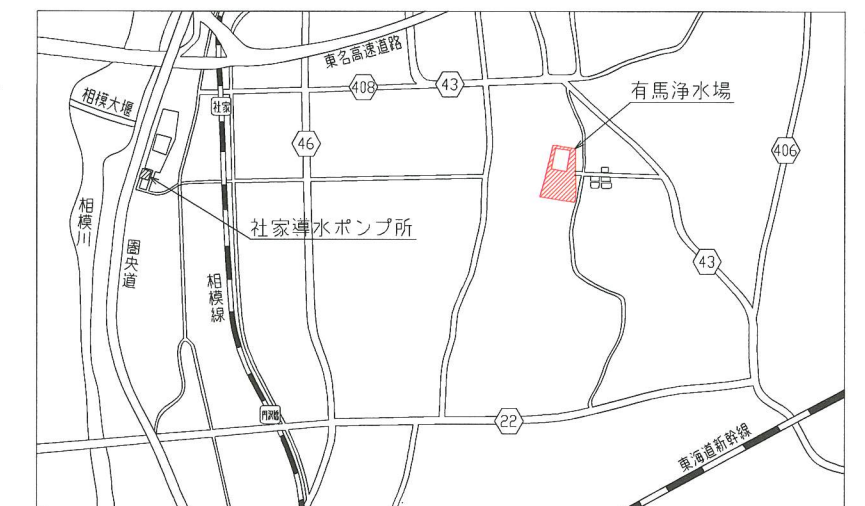 東名高速道路
相模大堰
408
43
有馬浄水場
社家
46
406
相模川
社家導水ポンプ所
圏央道
43
相模線
門沢橋
22
東海道新幹線